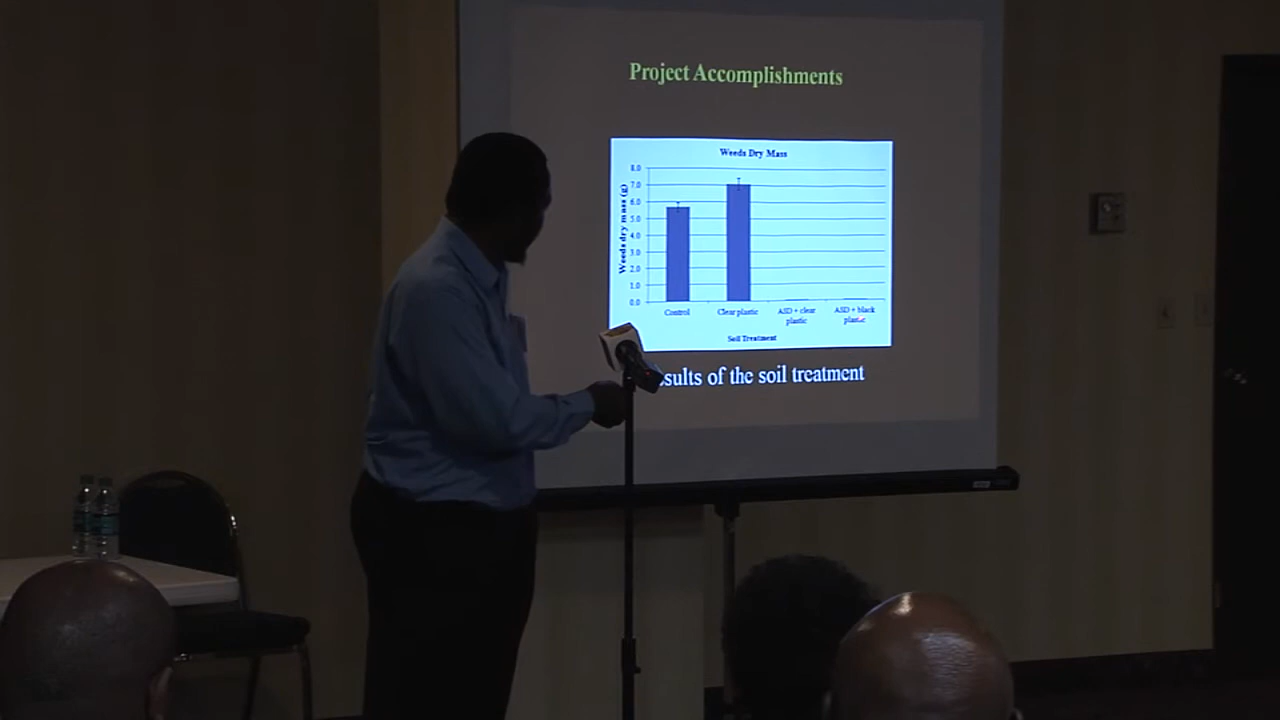 Project Accomplishments
Weeds Dry Mass
Weeds dry mass (g)
8.0
7.0
6.0
5.0
4.0
3.0
2.0
1.0
0.0
Control
Clear plastic
ASD + clear
plastic
ASD + black
plastic
Soil Treatment
sults of the soil treatment